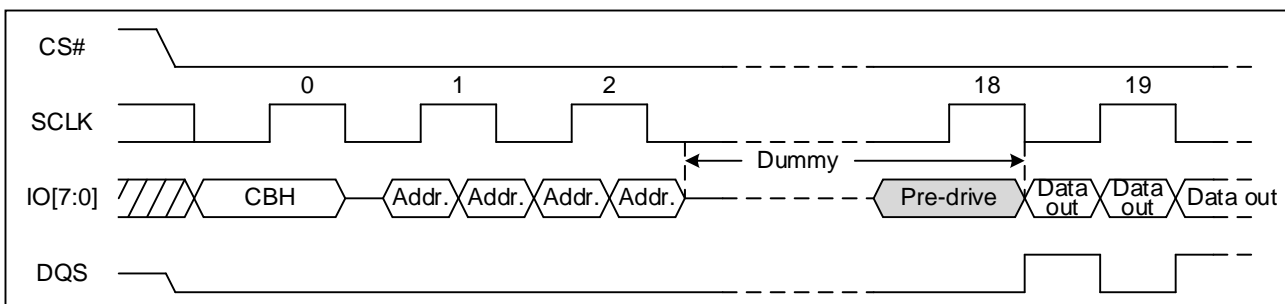 CS#
0 1 2 18 19
SCLK
Dummy
IO[7:0] CBH Addr. Addr. Addr. Addr. Pre-drive Data out Data out Data out
DQS